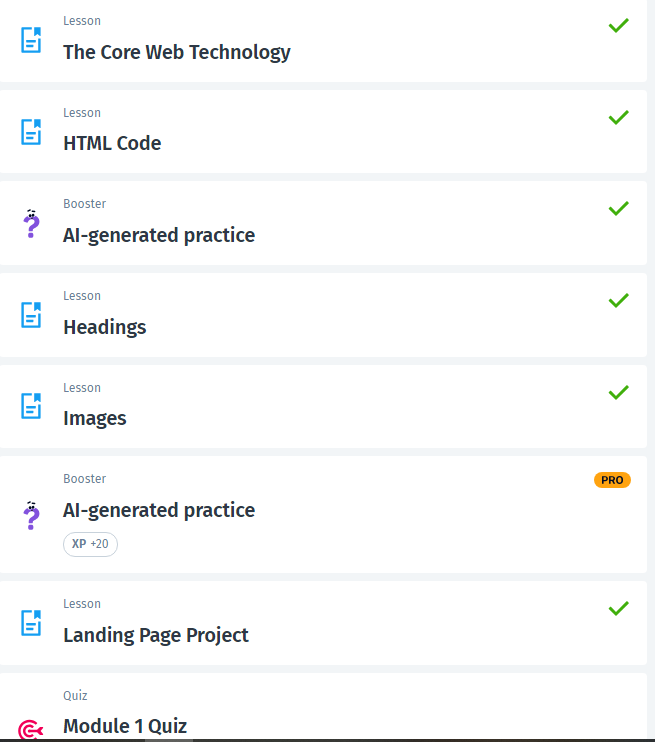 Lesson
The Core Web Technology
Lesson
HTML Code
Booster
AI-generated practice
Lesson
Headings
Lesson
Images
Booster
PRO
AI-generated practice
XP +20
Lesson
Landing Page Project
Quiz
Module 1 Quiz